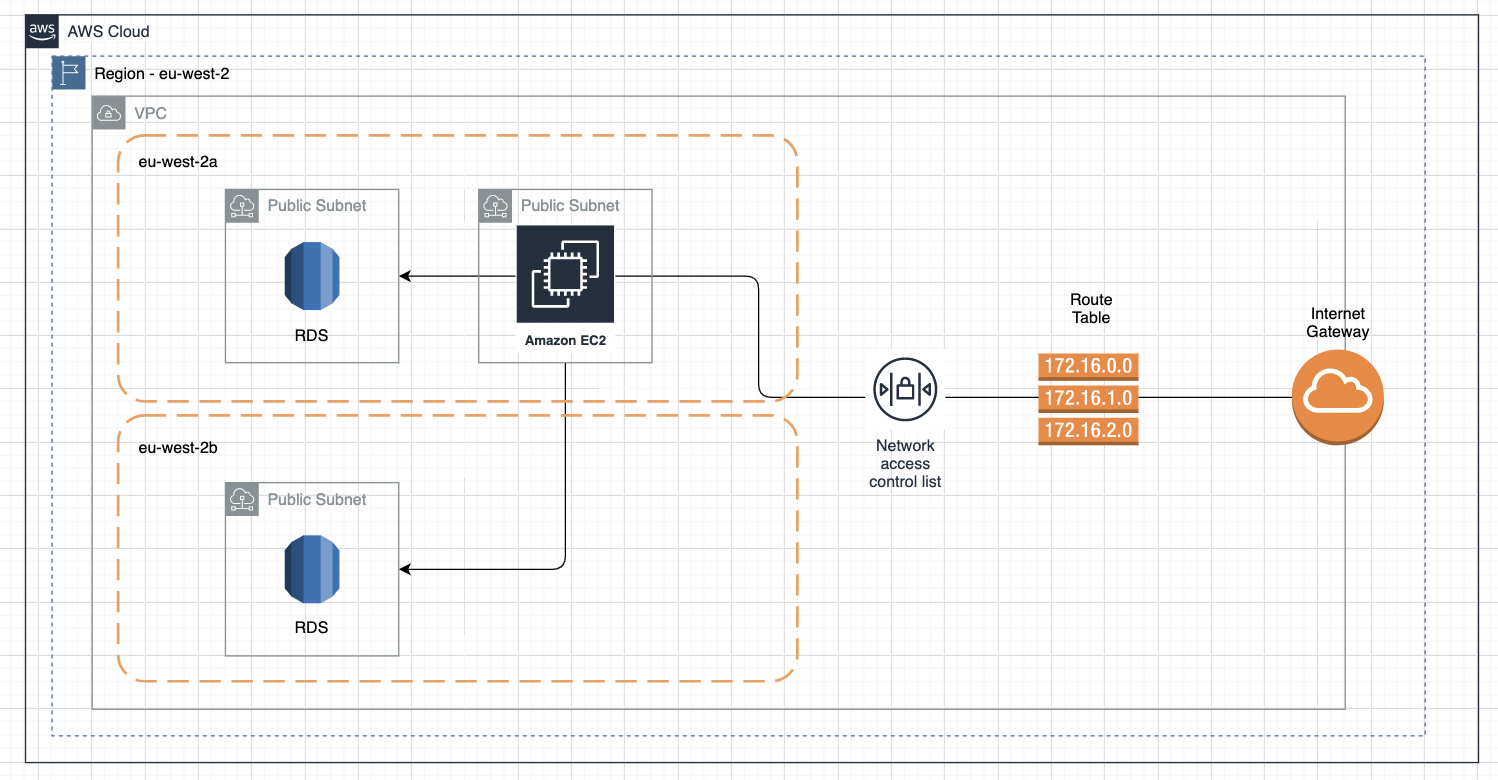 aws
AWS Cloud
Region - eu-west-2
VPC
eu-west-2a
Public Subnet
RDS
Public Subnet
Amazon EC2
eu-west-2b
Public Subnet
RDS
Network
access
control list
Route
Table
172.16.0.0
172.16.1.0
172.16.2.0
Internet
Gateway